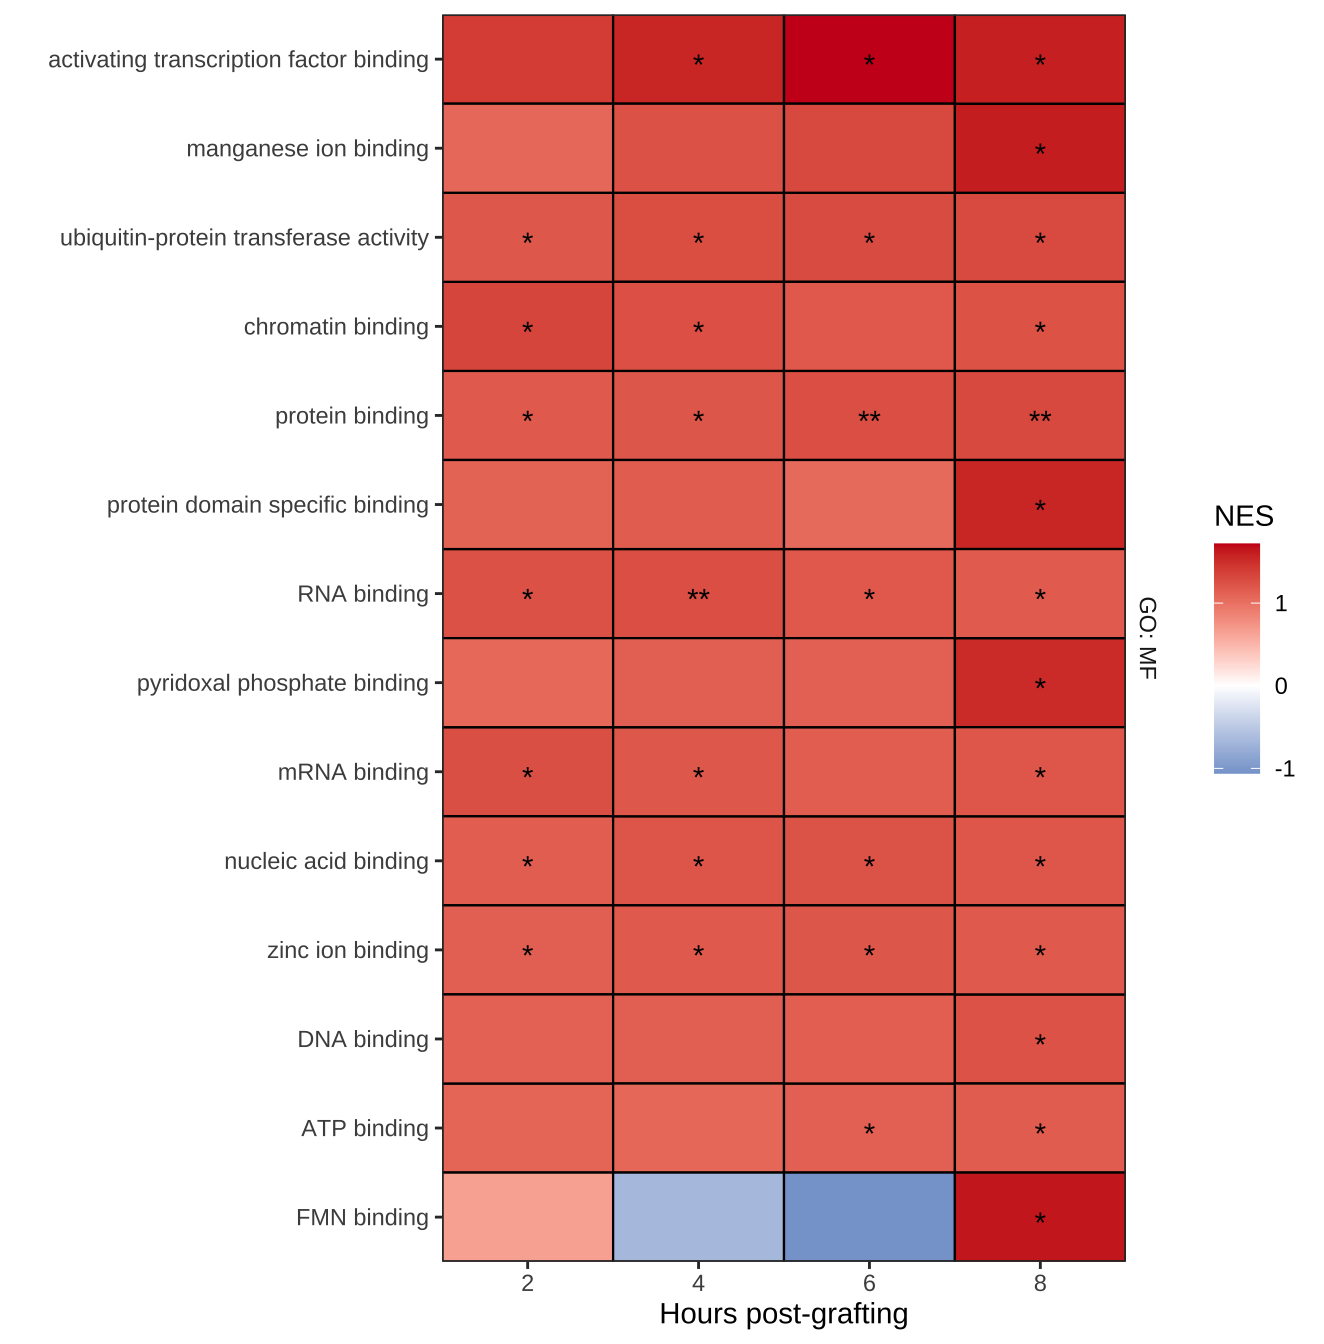 activating transcription factor binding * * *
manganese ion binding *
ubiquitin-protein transferase activity * * * *
chromatin binding * * *
protein binding * * ** **
protein domain specific binding *
RNA binding * ** * *
pyridoxal phosphate binding *
mRNA binding * * *
nucleic acid binding * * * *
zinc ion binding * * * *
DNA binding *
ATP binding * *
FMN binding *
2 4 6 8
Hours post-grafting
GO: MF
NES
1
0
-1